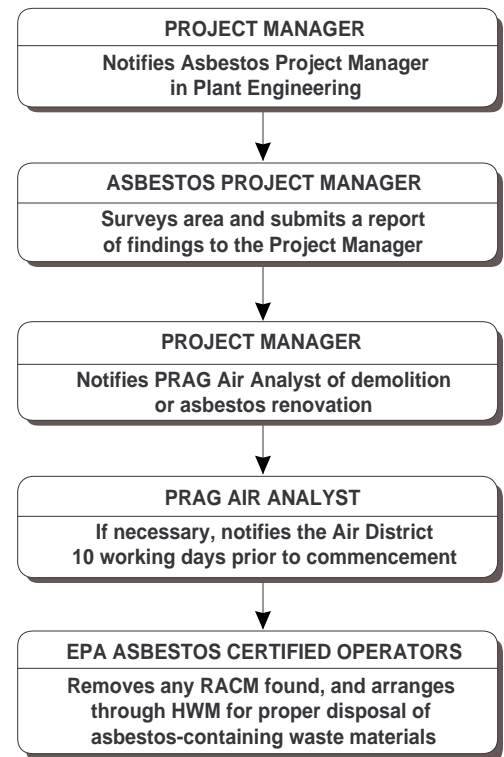 PROJECT MANAGER
Notifies Asbestos Project Manager
in Plant Engineering
ASBESTOS PROJECT MANAGER
Surveys area and submits a report
of findings to the Project Manager
PROJECT MANAGER
Notifies PRAG Air Analyst of demolition
or asbestos renovation
PRAG AIR ANALYST
If necessary, notifies the Air District
10 working days prior to commencement
EPA ASBESTOS CERTIFIED OPERATORS
Removes any RACM found, and arranges
through HWM for proper disposal of
asbestos-containing waste materials